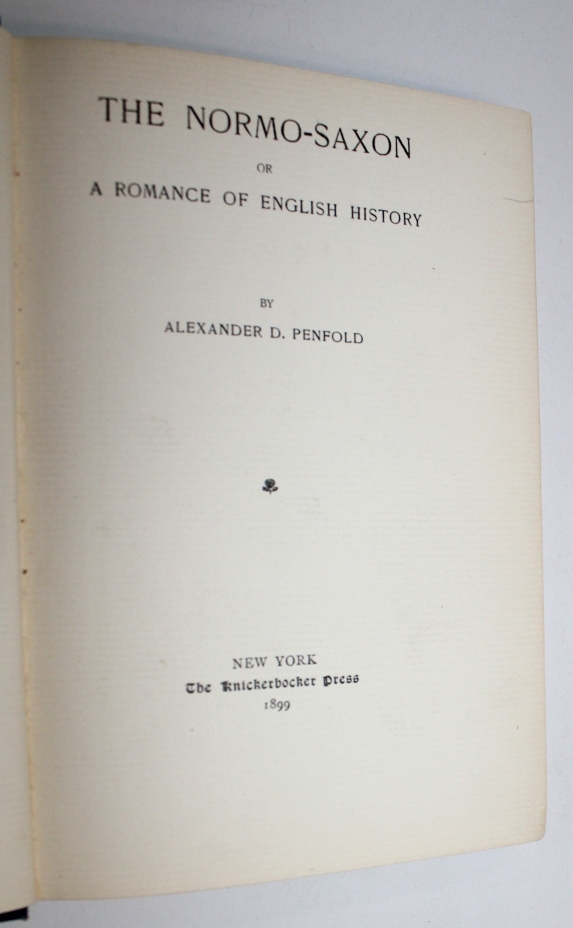 THE NORMO-SAXON
OR
A ROMANCE OF ENGLISH HISTORY
BY
ALEXANDER D. PENFOLD
NEW YORK
The Knickerbocker Press
1899